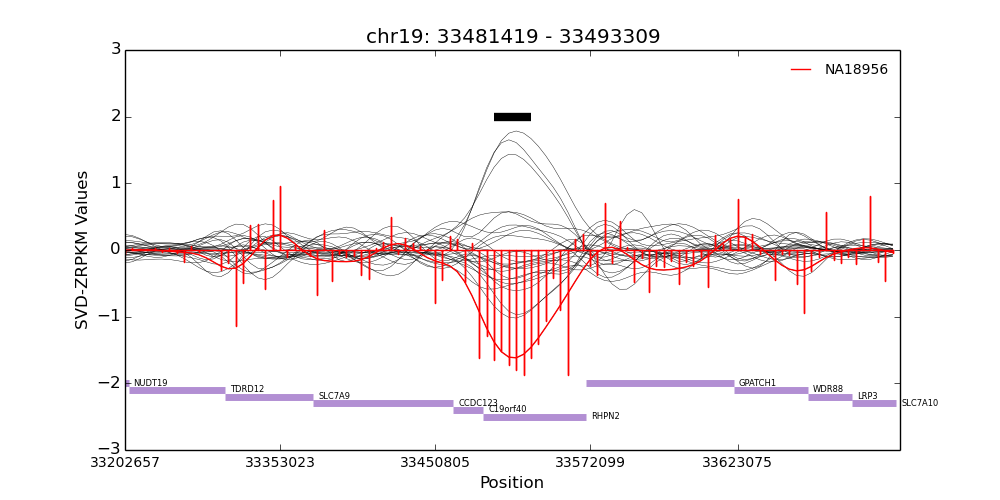 chr19: 33481419 - 33493309
NA18956
3
2
1
0
−1
−2
−3
SVD-ZRPKM Values
NUDT19
TDRD12
SLC7A9
CCDC123
C19orf40
RHPN2
GPATCH1
WDR88
LRP3
SLC7A10
33202657
33353023
33450805
33572099
33623075
Position